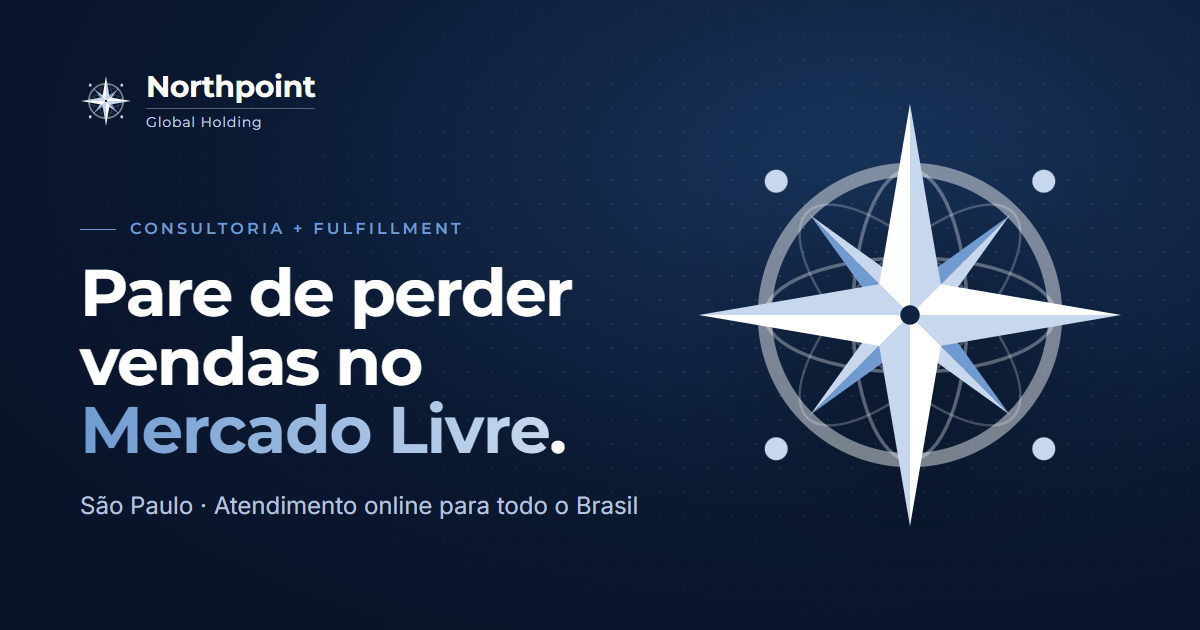 Northpoint
Global Holding
CONSULTORIA + FULFILLMENT
Pare de perder
vendas no
Mercado Livre.
São Paulo · Atendimento online para todo o Brasil